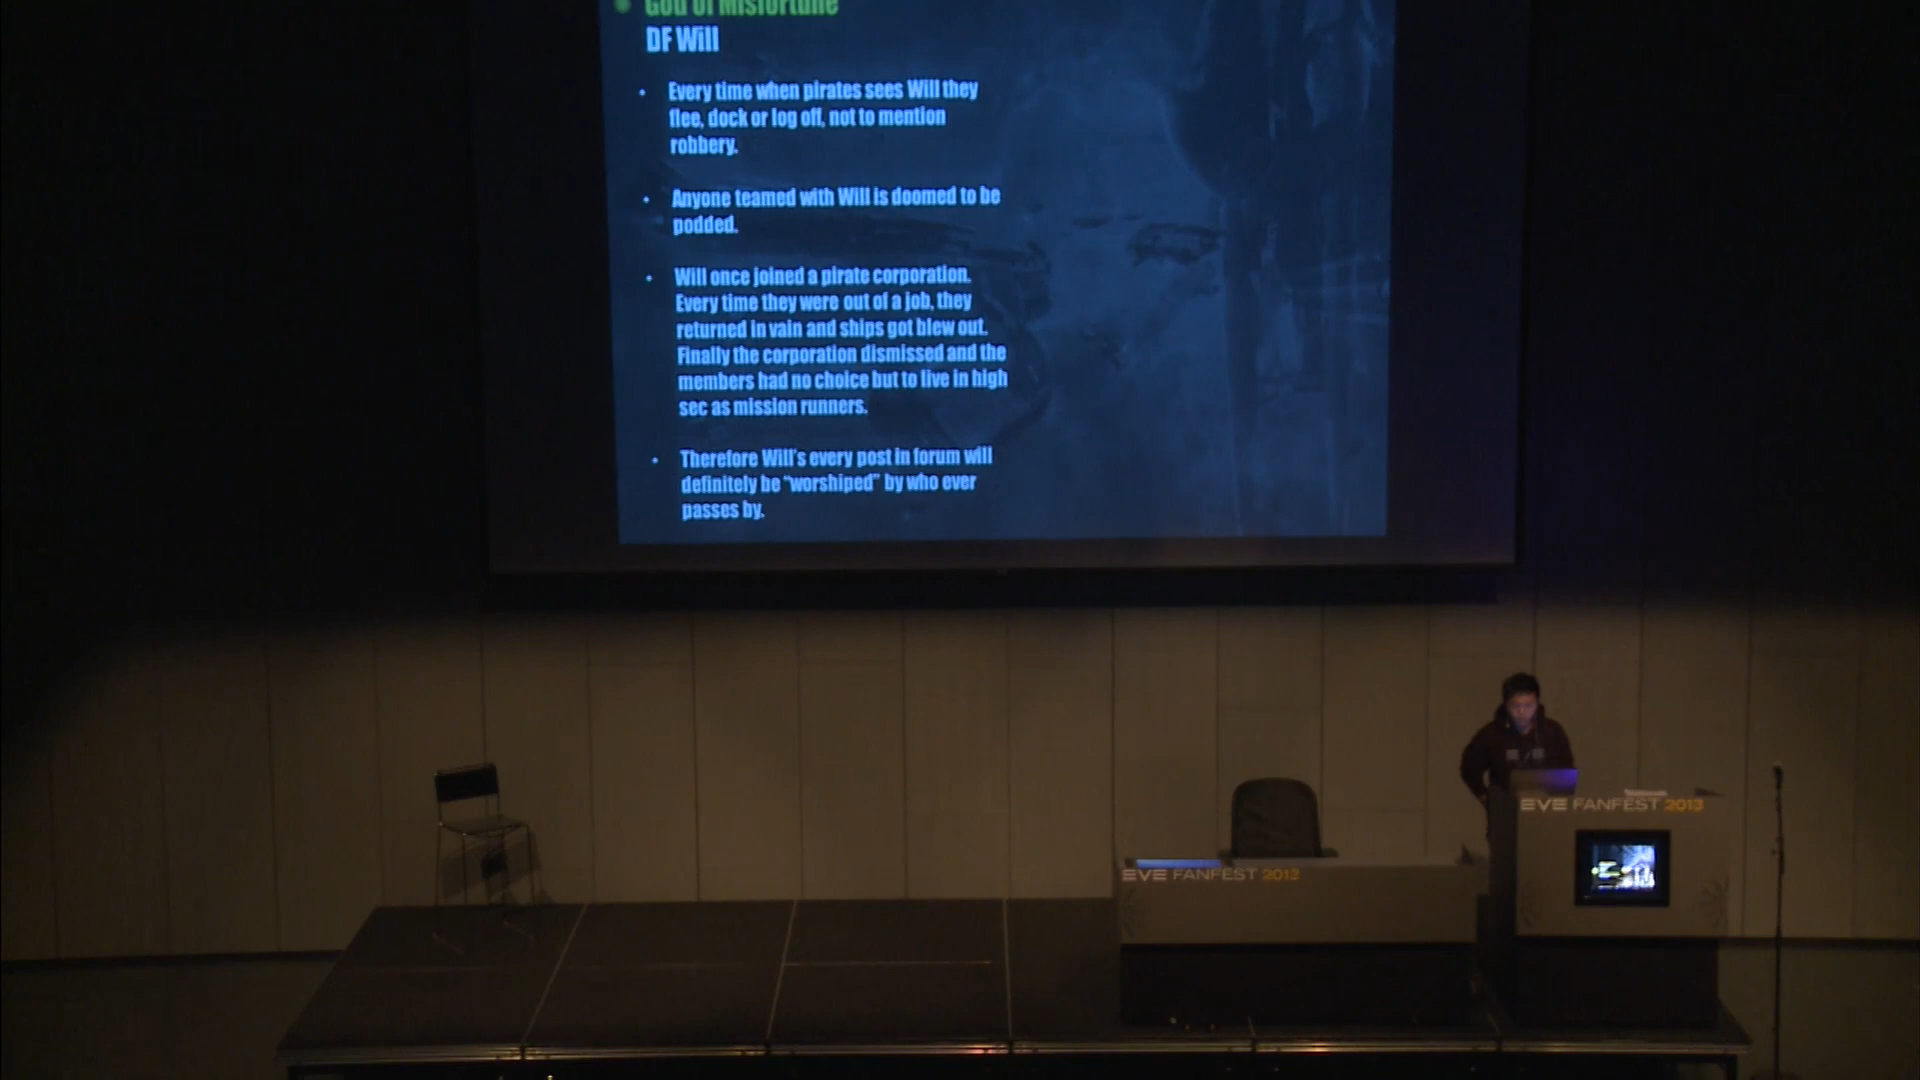 God of Misfortune
DF Will
• Every time when pirates sees Will they
flee, dock or log off, not to mention
robbery.
• Anyone teamed with Will is doomed to be
podded.
• Will once joined a pirate corporation.
Every time they were out of a job, they
returned in vain and ships got blew out.
Finally the corporation dismissed and the
members had no choice but to live in high
sec as mission runners.
• Therefore Will's every post in forum will
definitely be "worshiped" by who ever
passes by.
EVE FANFEST 2013
EVE FANFEST 2013